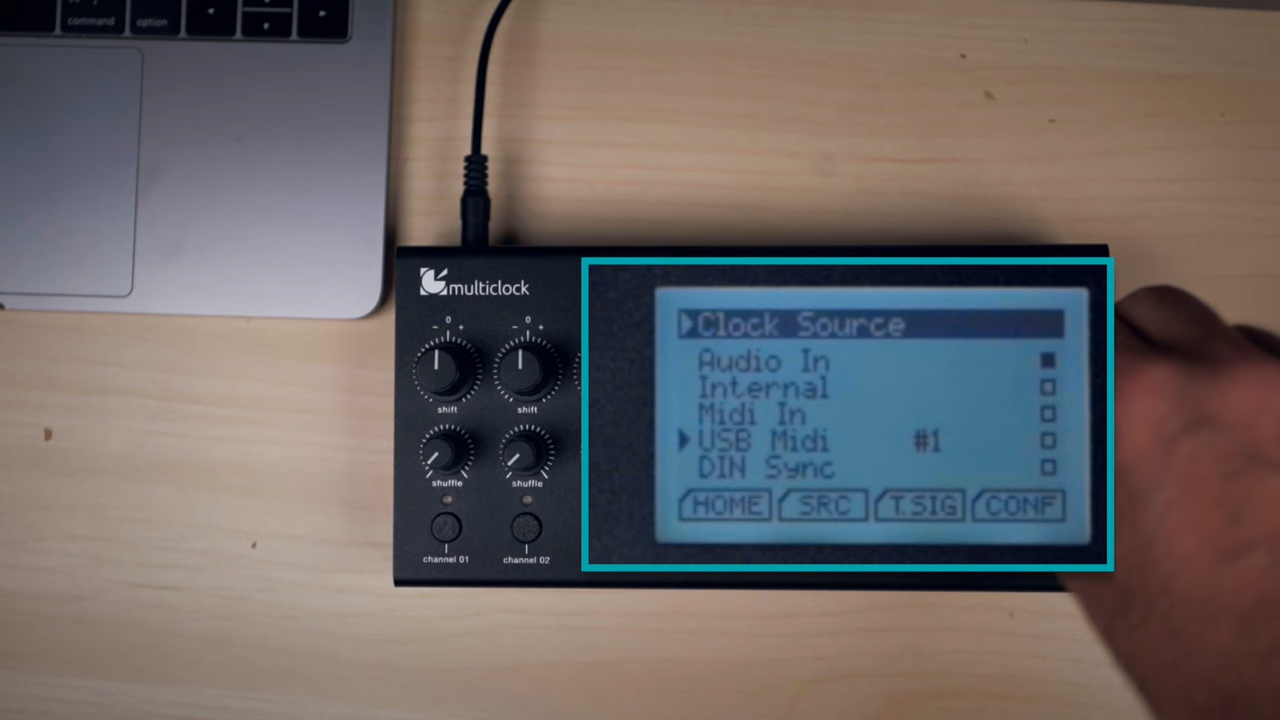 command
option
multiclock
- 0 +
- 0 +
shift
shift
shuffle
shuffle
channel 01
channel 02
Clock Source
Audio In
Internal
Midi In
USB Midi #1
DIN Sync
HOME SRC T.SIG CONF